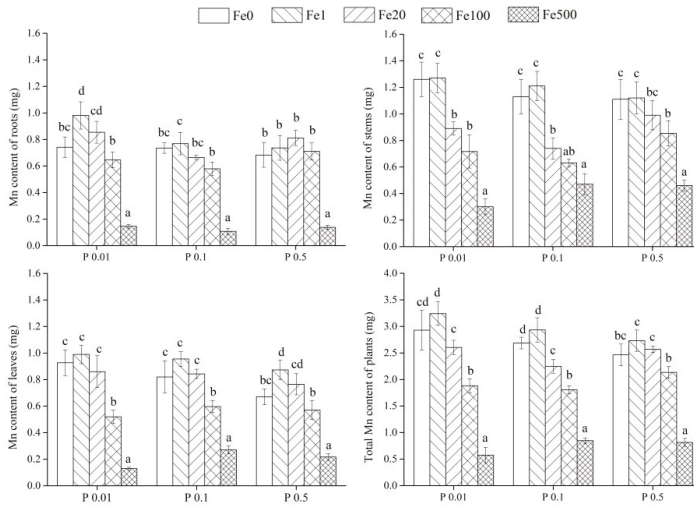 Fe0 Fe1 Fe20 Fe100 Fe500
Mn content of roots (mg)
1.6
1.4
1.2
1.0
0.8
0.6
0.4
0.2
0.0
bc d cd b a
bc c bc b a
b b b b a
P 0.01 P 0.1 P 0.5
Mn content of stems (mg)
1.6
1.4
1.2
1.0
0.8
0.6
0.4
0.2
0.0
c c b b a
c c b ab a
c c bc b a
P 0.01 P 0.1 P 0.5
Mn content of leaves (mg)
1.6
1.4
1.2
1.0
0.8
0.6
0.4
0.2
0.0
c c c b a
c c c b a
bc d cd b a
P 0.01 P 0.1 P 0.5
Total Mn content of plants (mg)
4.0
3.5
3.0
2.5
2.0
1.5
1.0
0.5
0.0
cd d c b a
d d c b a
bc c c b a
P 0.01 P 0.1 P 0.5